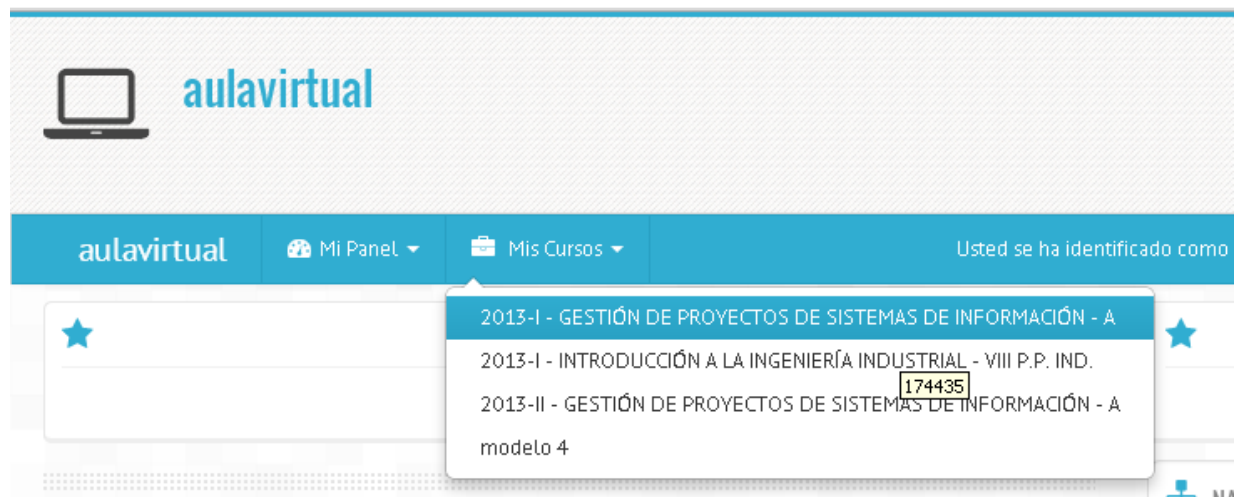 aulavirtual
aulavirtual Mi Panel Mis Cursos Usted se ha identificado como
2013-I - GESTIÓN DE PROYECTOS DE SISTEMAS DE INFORMACIÓN - A
2013-I - INTRODUCCIÓN A LA INGENIERÍA INDUSTRIAL - VIII P.P. IND.
174435
2013-II - GESTIÓN DE PROYECTOS DE SISTEMAS DE INFORMACIÓN - A
modelo 4